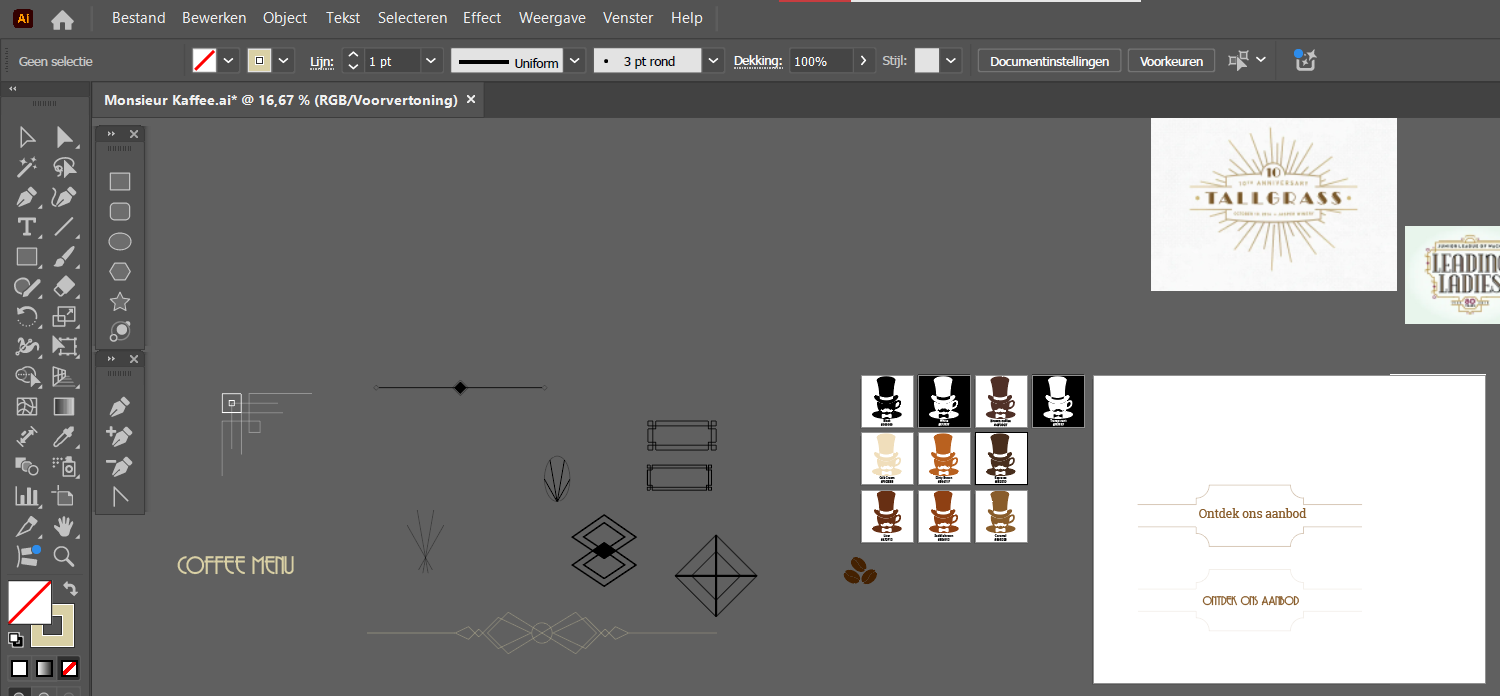 Ai
Bestand Bewerken Object Tekst Selecteren Effect Weergave Venster Help
Geen selectie
Lijn: 1 pt
Uniform
3 pt rond
Dekking: 100%
Stijl:
Documentinstellingen
Voorkeuren
Monsieur Kaffee.ai* @ 16,67 % (RGB/Voorvertoning)
10
10TH ANNIVERSARY
TALLGRASS
JUNIOR LEAGUE OF
LEADING
LADIES
Ontdek ons aanbod
COFFEE MENU
ONTDEK ONS AANBOD